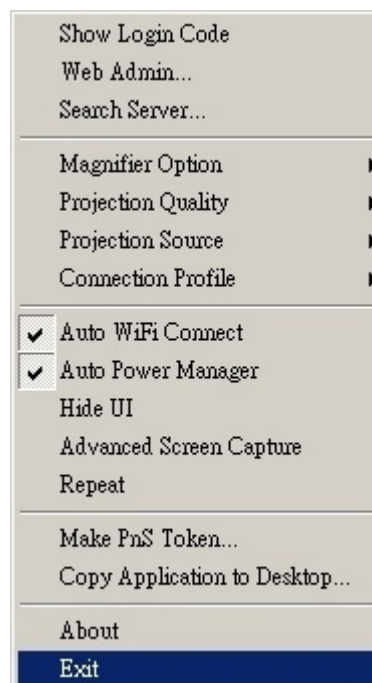 Show Login Code
Web Admin...
Search Server...
Magnifier Option
Projection Quality
Projection Source
Connection Profile
Auto WiFi Connect
Auto Power Manager
Hide UI
Advanced Screen Capture
Repeat
Make PnS Token...
Copy Application to Desktop...
About
Exit